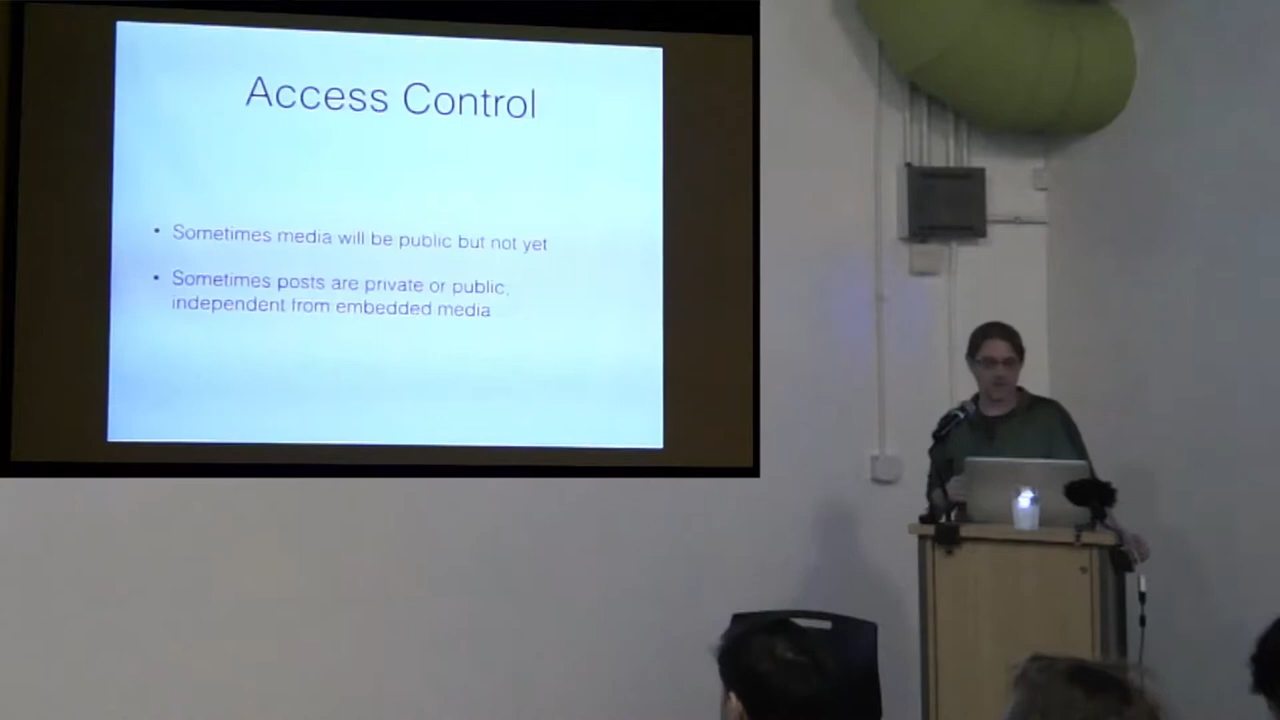 Access Control
• Sometimes media will be public but not yet
• Sometimes posts are private or public,
independent from embedded media